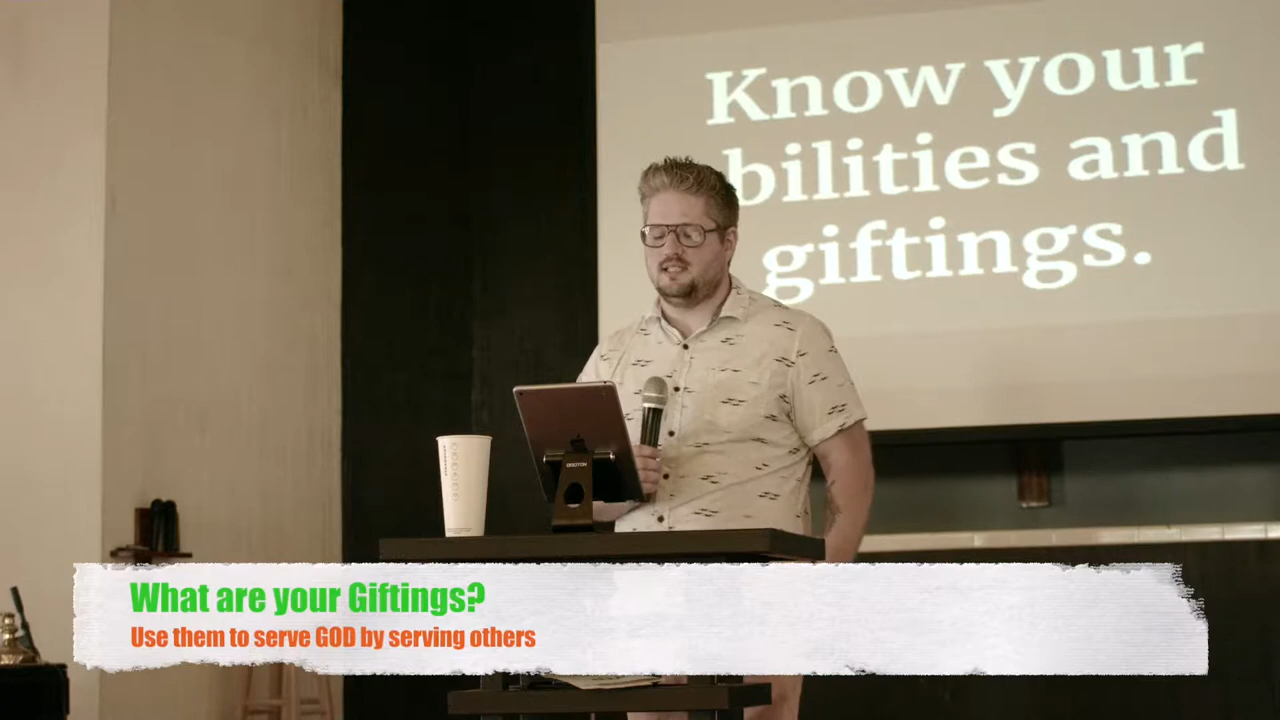 Know your
bilities and
giftings.
What are your Giftings?
Use them to serve GOD by serving others